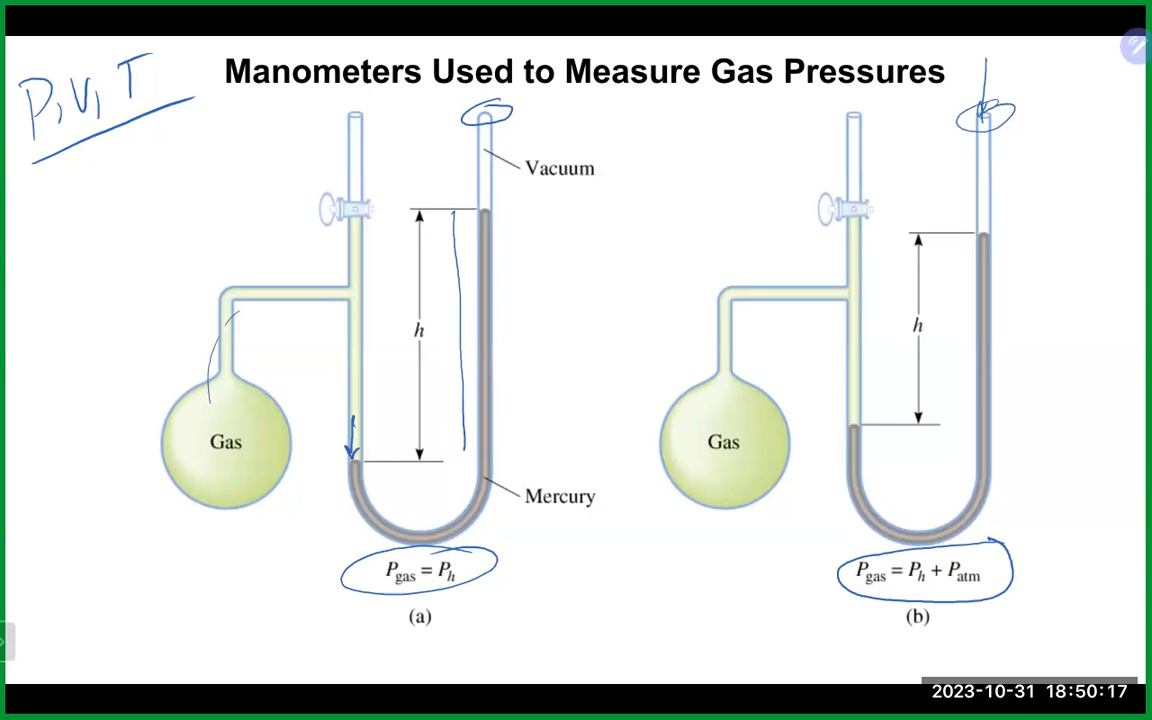 Manometers Used to Measure Gas Pressures
P, V, T
Vacuum
h
h
Gas
Gas
Mercury
Pgas = Ph
Pgas = Ph + Patm
(a)
(b)
2023-10-31 18:50:17